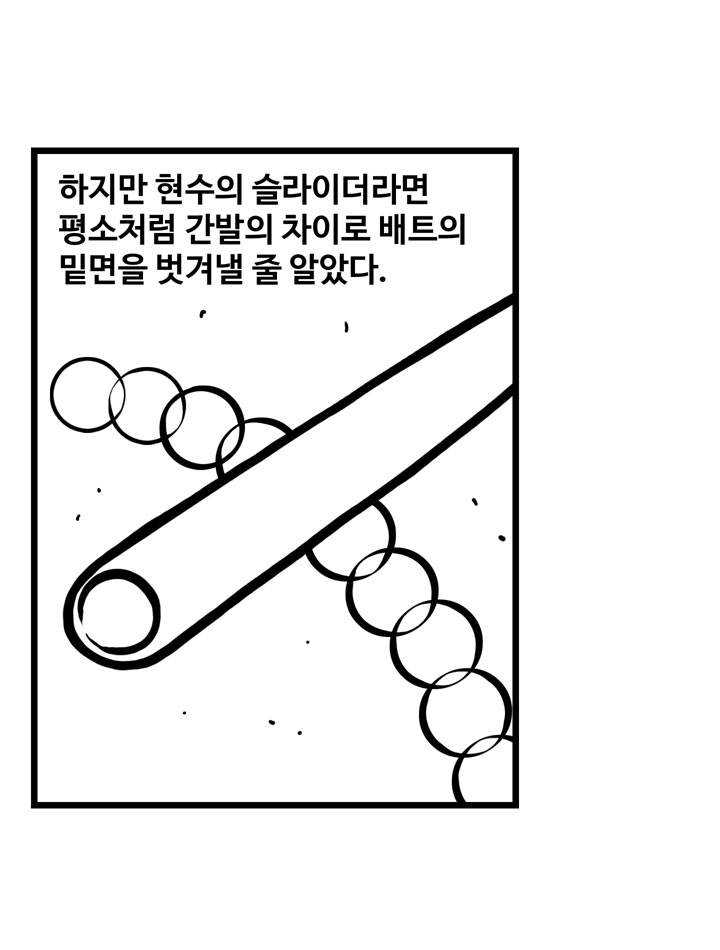 하지만 현수의 슬라이더라면
평소처럼 간발의 차이로 배트의
밑면을 벗겨낼 줄 알았다.